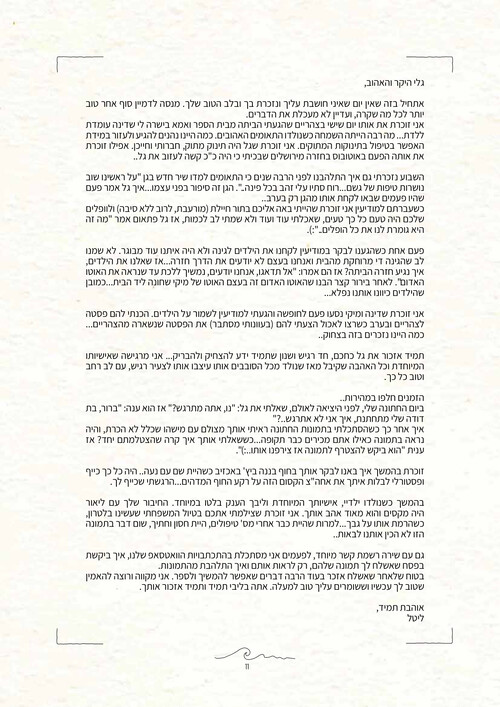 גלי היקר והאהוב,
אתחיל בזה שאין יום שאיני חושבת עליך ונזכרת בך ובלב הטוב שלך. מנסה לדמיין סוף אחר טוב
יותר לכל מה שקרה, ועדיין לא מעכלת את הדברים.
אני זוכרת את אותו יום שישי בצהריים שהגעתי הביתה מבית הספר ואמא בישרה לי שדינה עומדת
ללדת... מה רבה הייתה השמחה כשנולדו התאומים האהובים. כמה היינו נהנים להגיע ולעזור במידת
האפשר בטיפול בתינוקות המתוקים. אני זוכרת שגל היה תינוק מתוק, חברותי וחייכן. אפילו זוכרת
את אותה הפעם באוטובוס בחזרה מירושלים שבכיתי כי היה כ"כ קשה לעזוב את גל..
השבוע נזכרתי גם איך התלהבנו לפני הרבה שנים כי התאומים למדו שיר חדש בגן "על ראשינו שוב
נושרות טיפות של גשם...רוח סתיו עלי זהב בכל פינה..". הגן זה סיפור בפני עצמו...איך גל אמר פעם
שהיו פעמים שבאו לקחת אותו מהגן רק בערב..
כשעברתם למודיעין אני זוכרת שהייתי באה אליכם בתור חיילת (מורעבת, לרוב ללא סיבה) ולוופלים
שלכם היה טעם כל כך טעים, שאכלתי עוד ועוד ולא שמתי לב לכמות, אז גל פתאום אמר "מה זה
היא גומרת לנו את כל הופלים..":).
פעם אחת כשהגענו לבקר במודיעין לקחנו את הילדים לגינה ולא היה איתנו עוד מבוגר. לא שמנו
לב שהגינה די מרוחקת מהבית ואנחנו בעצם לא יודעים את הדרך חזרה...אז שאלנו את הילדים,
איך נגיע חזרה הביתה? אז הם אמרו: "אל תדאגו, אנחנו יודעים, נמשיך ללכת עד שנראה את האוטו
האדום". לאחר בירור קצר הבנו שהאוטו האדום זה בעצם האוטו של מיקי שחונה ליד הבית...כמובן
שהילדים כיוונו אותנו נפלא...
אני זוכרת שדינה ומיקי נסעו פעם לחופשה והגעתי למודיעין לשמור על הילדים. הכנתי להם פסטה
לצהריים ובערב כשרצו לאכול הצעתי להם (בעוונותי מסתבר) את הפסטה שנשארה מהצהריים...
כמה היינו נזכרים בזה בצחוק..
תמיד אזכור את גל כחכם, חד רגיש ושנון שתמיד ידע להצחיק ולהבריק... אני מרגישה שאישיותו
המיוחדת וכל האהבה שקיבל מאז שנולד מכל הסובבים אותו עיצבו אותו לצעיר רגיש, עם לב רחב
וטוב כל כך.
הזמנים חלפו במהירות..
ביום החתונה שלי, לפני היציאה לאולם, שאלתי את גל: "נו, אתה מתרגש?" אז הוא ענה: "ברור, בת
דודה שלי מתחתנת, איך אני לא אתרגש..?"
איך אחר כך כשהסתכלתי בתמונות החתונה ראיתי אותך מצולם עם מישהו שכלל לא הכרת, והיה
נראה בתמונה כאילו אתם מכירים כבר תקופה...כששאלתי אותך איך קרה שהצטלמתם יחד? אז
ענית "הוא ביקש להצטרף לתמונה אז צירפנו אותו..:)".
זוכרת בהמשך איך באנו לבקר אותך בחוף בננה ביץ' באכזיב כשהיית שם עם נעה.. היה כל כך כייף
ופסטורלי לבלות איתך את אחה"צ הקסום הזה על רקע החוף המדהים...הרגשתי שכייף לך.
בהמשך כשנולדו ילדיי, אישיותך המיוחדת וליבך הענק בלטו במיוחד. החיבור שלך עם ליאור
היה מקסים והוא מאוד אהב אותך. אני זוכרת שצילמתי אתכם בטיול המשפחתי שעשינו בלטרון,
כשהרמת אותו על גבך...למרות שהיית כבר אחרי מס' טיפולים, היית חסון וחתיך, שום דבר בתמונה
הזו לא הכין אותנו לבאות..
גם עם שירה רשמת קשר מיוחד, לפעמים אני מסתכלת בהתכתבויות הוואטסאפ שלנו, איך ביקשת
בפסח שאשלח לך תמונה שלהם, רק לראות אותם ואיך התלהבת מהתמונות.
בטוח שלאחר שאשלח אזכר בעוד הרבה דברים שאפשר להמשיך ולספר. אני מקווה ורוצה להאמין
שטוב לך עכשיו וששומרים עליך טוב למעלה. אתה בליבי תמיד ותמיד אזכור אותך.
אוהבת תמיד,
ליטל
11